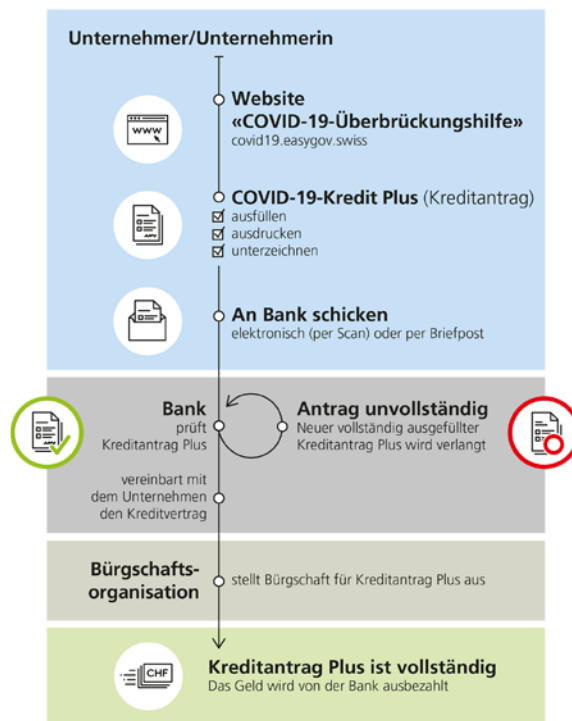 Unternehmer/Unternehmerin
Website
«COVID-19-Überbrückungshilfe»
covid19.easygov.swiss
www
COVID-19-Kredit Plus (Kreditantrag)
ausfüllen
ausdrucken
unterzeichnen
An Bank schicken
elektronisch (per Scan) oder per Briefpost
Bank
prüft
Kreditantrag Plus
Antrag unvollständig
Neuer vollständig ausgefüllter
Kreditantrag Plus wird verlangt
vereinbart mit
dem Unternehmen
den Kreditvertrag
Bürgschafts-
organisation
stellt Bürgschaft für Kreditantrag Plus aus
CHF
Kreditantrag Plus ist vollständig
Das Geld wird von der Bank ausbezahlt